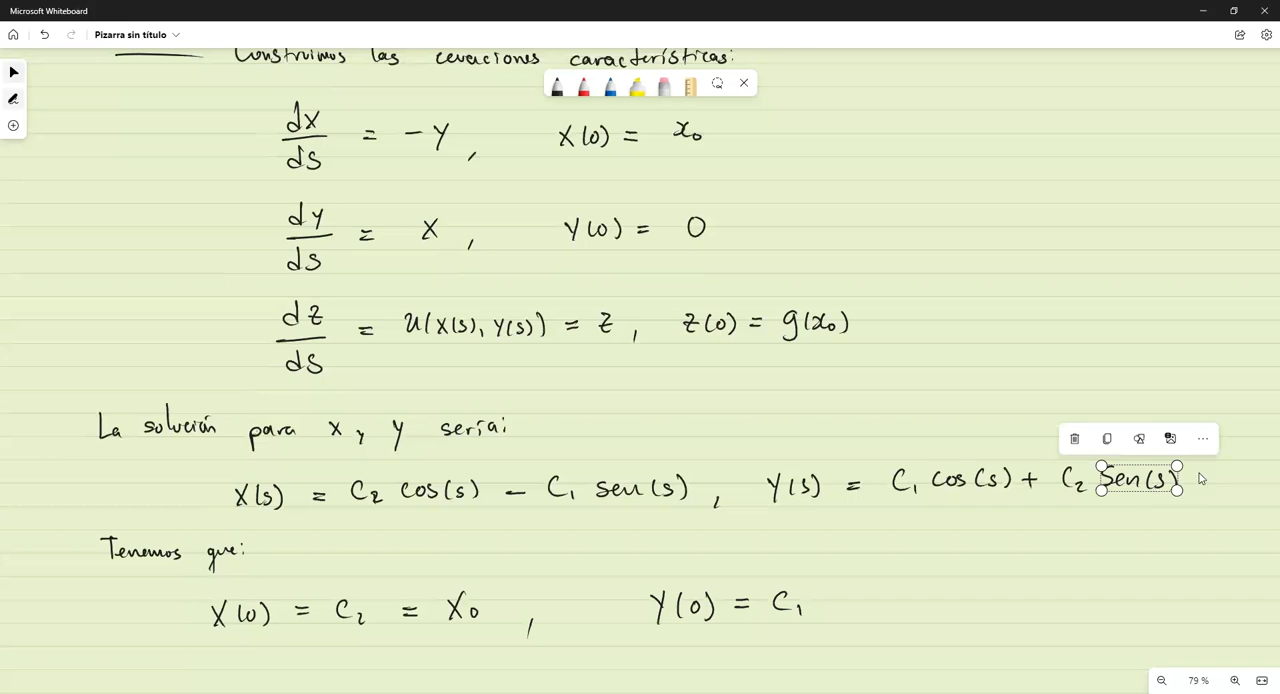 Microsoft Whiteboard
Pizarra sin título
Construimos las ecuaciones características:
dX/ds = -Y, X(0) = x₀
dy/ds = X, Y(0) = 0
dz/ds = u(X(s), Y(s)) = Z, Z(0) = g(x₀)
La solución para X, Y y sería:
X(s) = C₂ cos(s) - C₁ sen(s), Y(s) = C₁ cos(s) + C₂ sen(s)
Tenemos que:
X(0) = C₂ = X₀, Y(0) = C₁
79 %